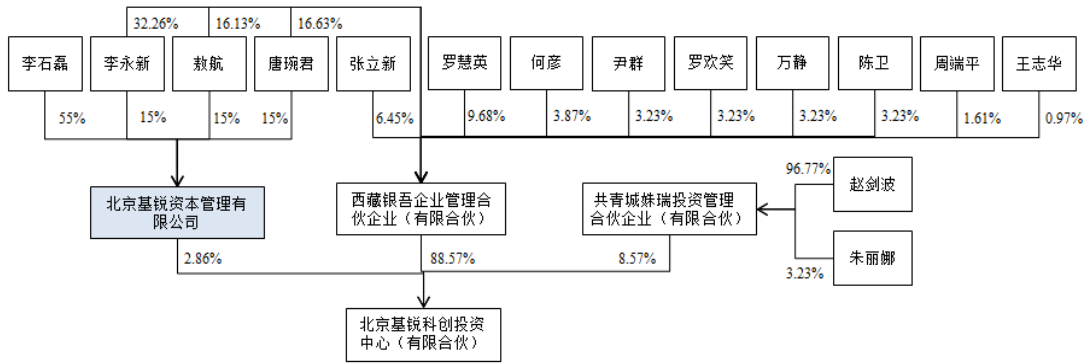 32.26%
16.13%
16.63%
李石磊
李永新
敖航
唐琬君
张立新
罗慧英
何彦
尹群
罗欢笑
万静
陈卫
周端平
王志华
55%
15%
15%
15%
6.45%
9.68%
3.87%
3.23%
3.23%
3.23%
3.23%
1.61%
0.97%
96.77%
赵剑波
北京基锐资本管理有
限公司
西藏银吾企业管理合
伙企业（有限合伙）
共青城姝瑞投资管理
合伙企业（有限合伙）
朱丽娜
3.23%
2.86%
88.57%
8.57%
北京基锐科创投资
中心（有限合伙）